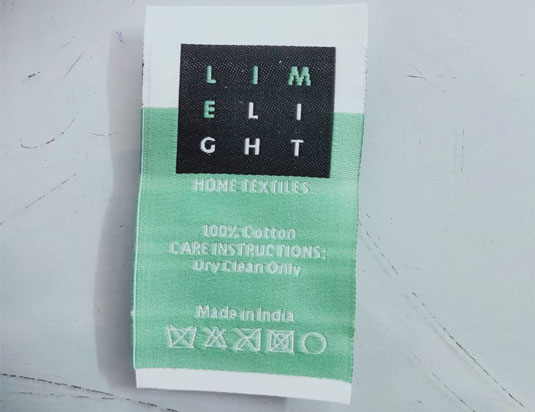 LIM
ELI
GHT
HOME TEXTILES
100% Cotton
CARE INSTRUCTIONS:
Dry Clean Only
Made in India